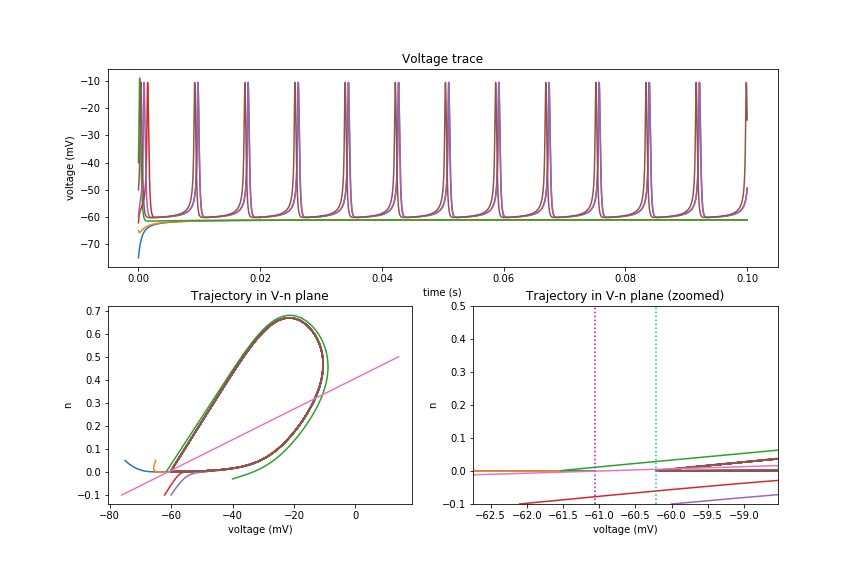 Voltage trace
voltage (mV)
−10
−20
−30
−40
−50
−60
−70
0.00 0.02 0.04 0.06 0.08 0.10
time (s)
Trajectory in V-n plane
n
0.7
0.6
0.5
0.4
0.3
0.2
0.1
0.0
−0.1
−80 −60 −40 −20 0
voltage (mV)
Trajectory in V-n plane (zoomed)
n
0.5
0.4
0.3
0.2
0.1
0.0
−0.1
−62.5 −62.0 −61.5 −61.0 −60.5 −60.0 −59.5 −59.0
voltage (mV)